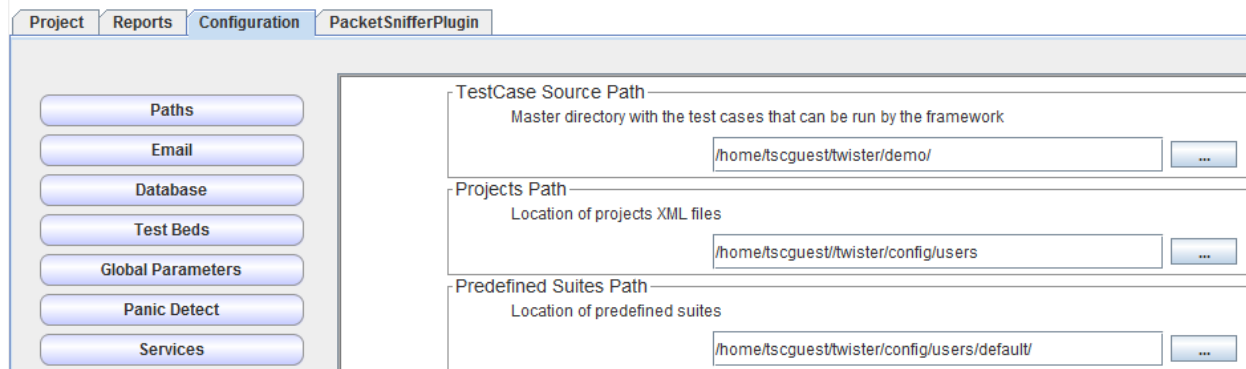 Project Reports Configuration PacketSnifferPlugin
Paths
Email
Database
Test Beds
Global Parameters
Panic Detect
Services
TestCase Source Path
Master directory with the test cases that can be run by the framework
/home/tscguest/twister/demo/ ...
Projects Path
Location of projects XML files
/home/tscguest//twister/config/users ...
Predefined Suites Path
Location of predefined suites
/home/tscguest/twister/config/users/default/ ...